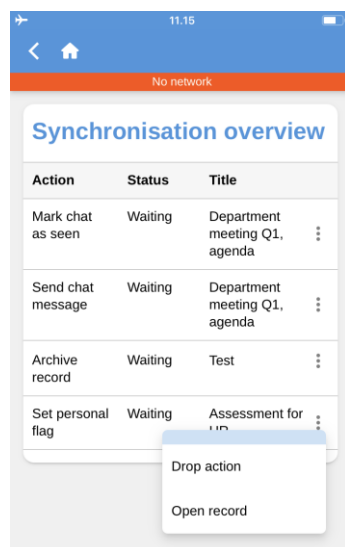 11.15
No network
Synchronisation overview
Action Status Title
Mark chat Waiting Department
as seen meeting Q1,
agenda
Send chat Waiting Department
message meeting Q1,
agenda
Archive Waiting Test
record
Set personal Waiting Assessment for
flag
Drop action
Open record